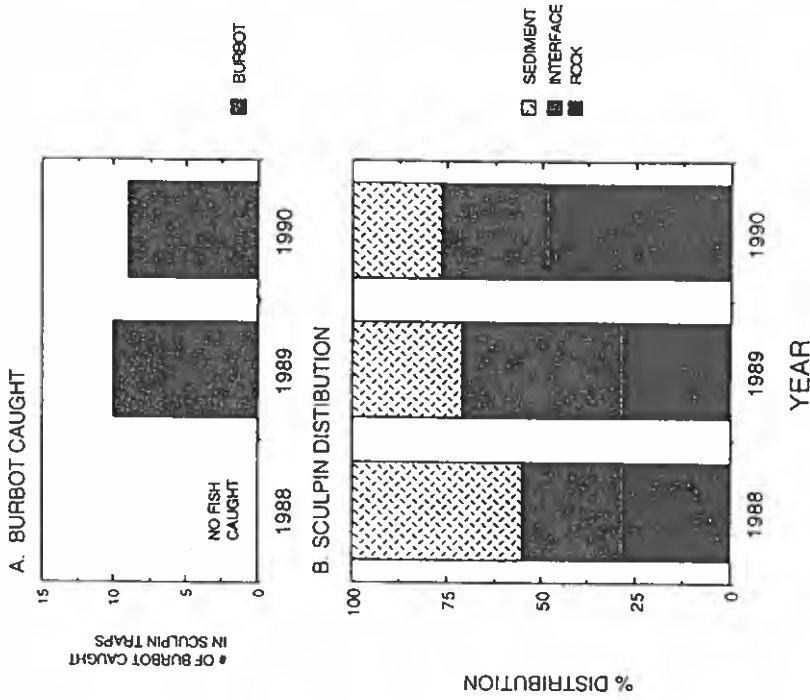 A. BURBOT CAUGHT
# OF BURBOT CAUGHT
IN SCULPIN TRAPS
15
10
5
0
NO FISH
CAUGHT
1988
1989
1990
BURBOT
B. SCULPIN DISTIBUTION
% DISTRIBUTION
100
75
50
25
0
1988
1989
1990
YEAR
SEDIMENT
INTERFACE
ROCK